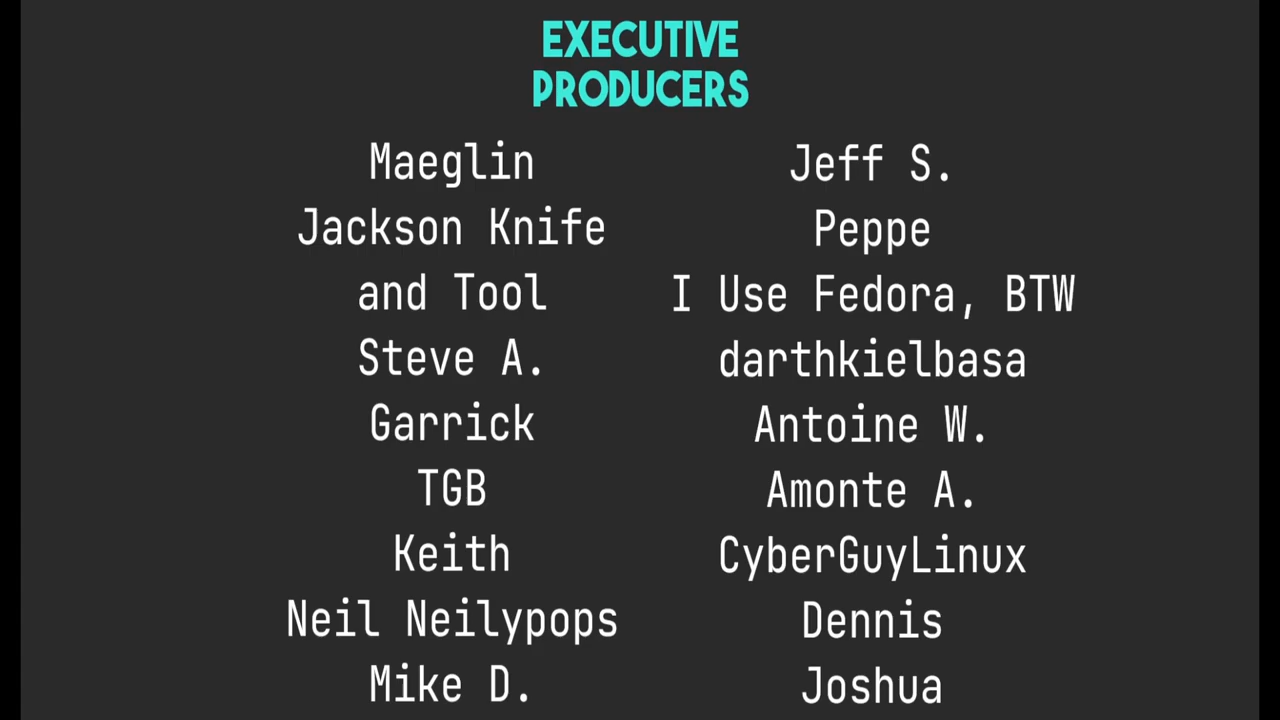 EXECUTIVE
PRODUCERS
Maeglin
Jackson Knife
and Tool
Steve A.
Garrick
TGB
Keith
Neil Neilypops
Mike D.
Jeff S.
Peppe
I Use Fedora, BTW
darthkielbasa
Antoine W.
Amonte A.
CyberGuyLinux
Dennis
Joshua